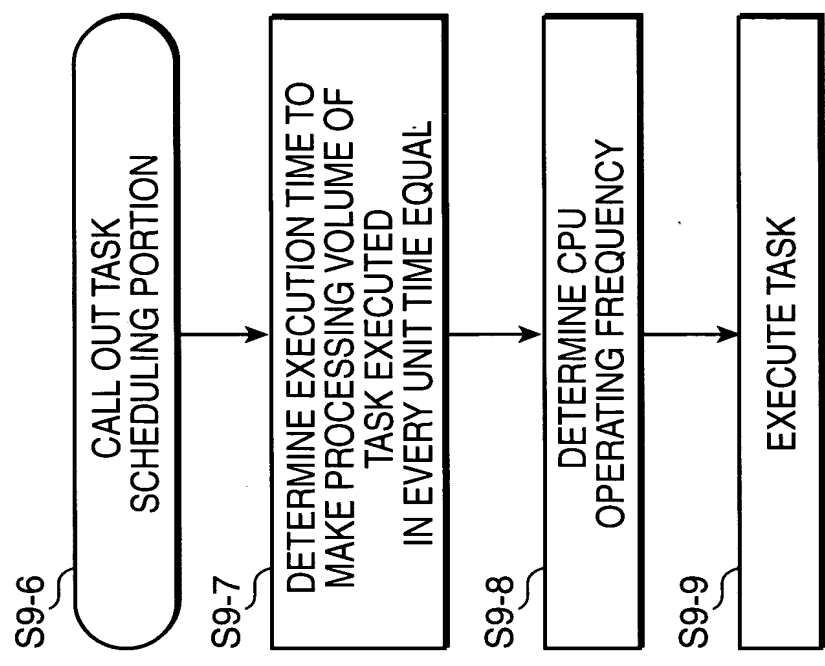 S9-6
CALL OUT TASK
SCHEDULING PORTION
S9-7
DETERMINE EXECUTION TIME TO
MAKE PROCESSING VOLUME OF
TASK EXECUTED
IN EVERY UNIT TIME EQUAL
S9-8
DETERMINE CPU
OPERATING FREQUENCY
S9-9
EXECUTE TASK